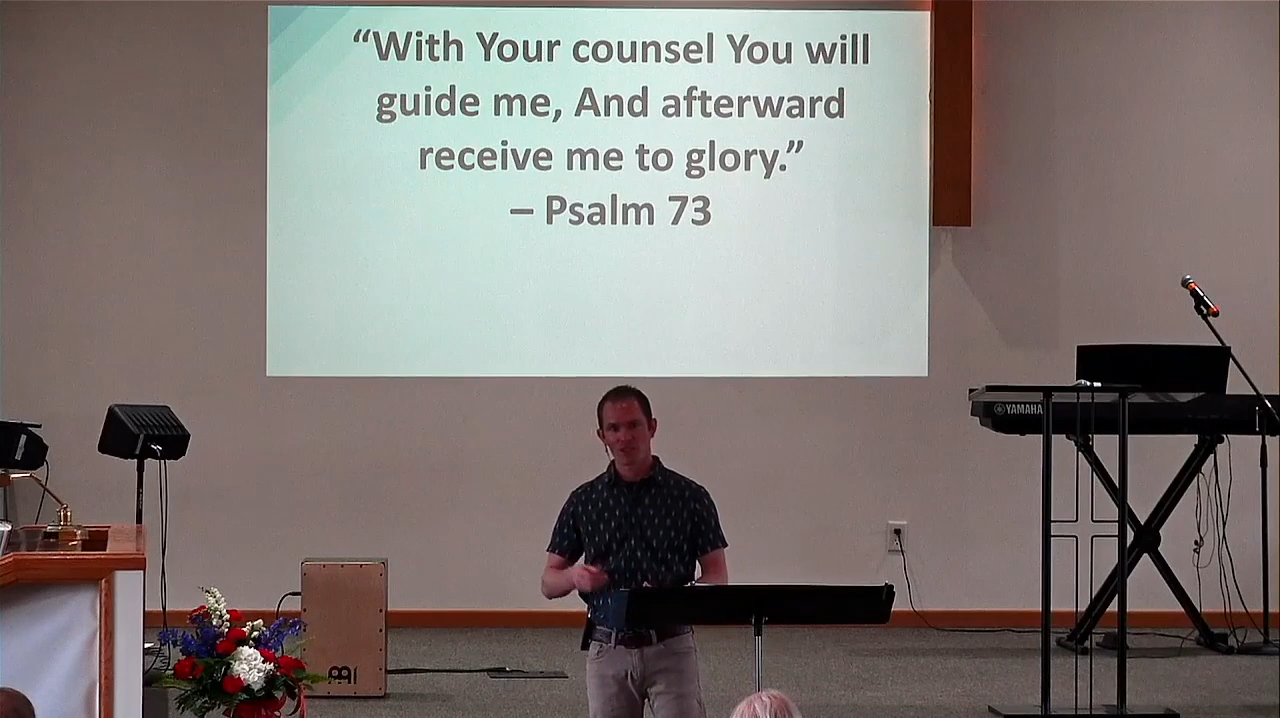 “With Your counsel You will
guide me, And afterward
receive me to glory.”
– Psalm 73
YAMAHA